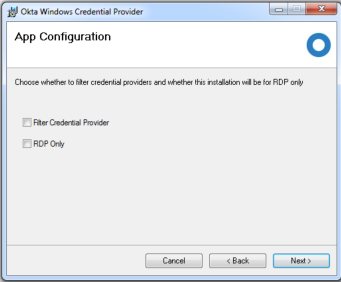 Okta Windows Credential Provider
App Configuration
Choose whether to filter credential providers and whether this installation will be for RDP only
Filter Credential Provider
RDP Only
Cancel
< Back
Next >